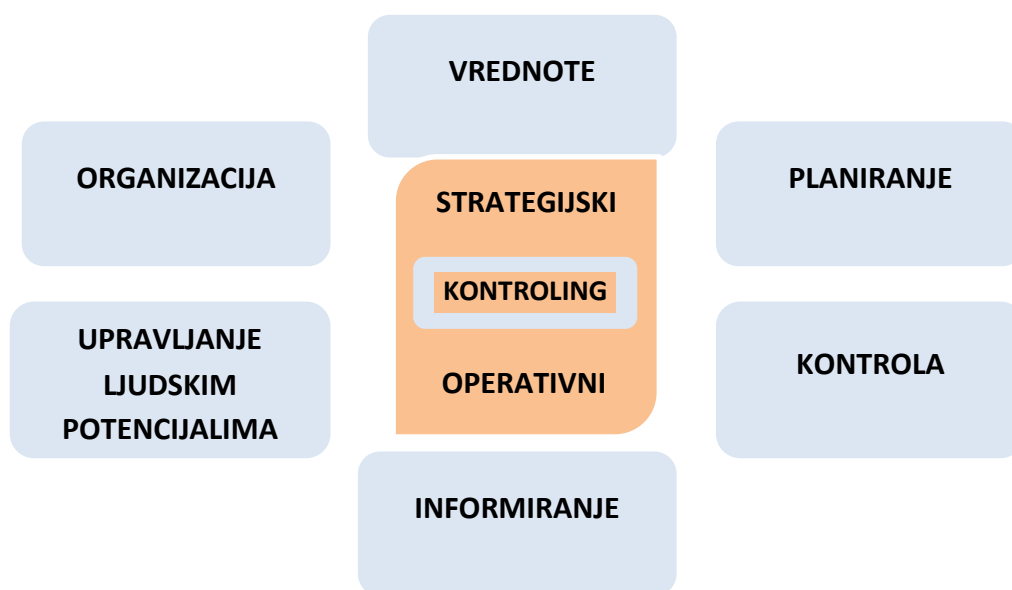 VREDNOTE
ORGANIZACIJA
PLANIRANJE
STRATEGIJSKI
KONTROLING
OPERATIVNI
UPRAVLJANJE
LJUDSKIM
POTENCIJALIMA
KONTROLA
INFORMIRANJE